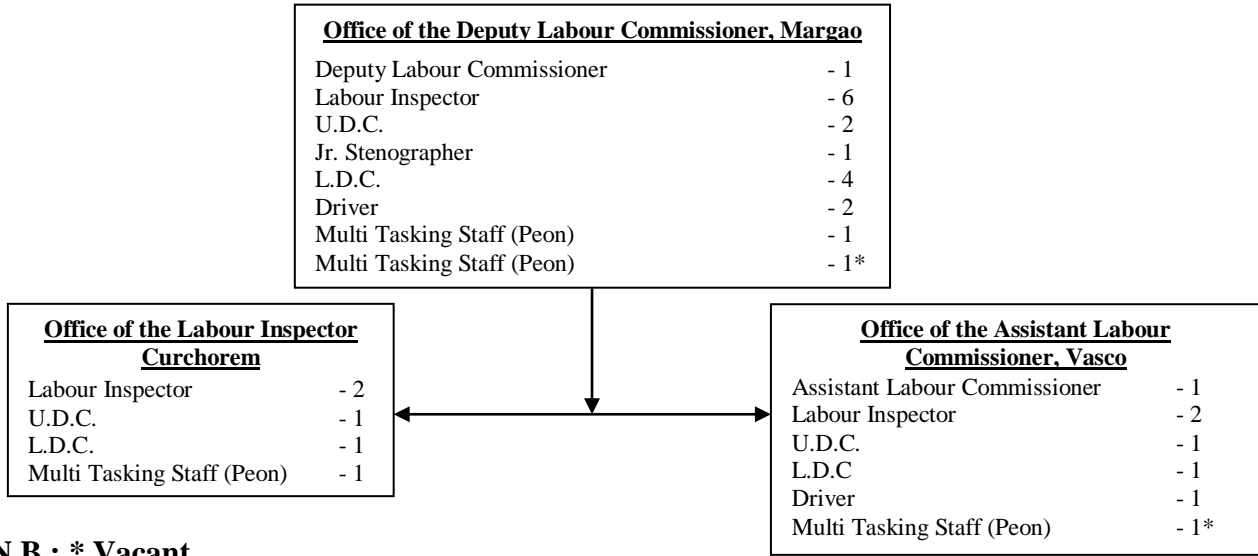 Office of the Deputy Labour Commissioner, Margao
Deputy Labour Commissioner - 1
Labour Inspector - 6
U.D.C. - 2
Jr. Stenographer - 1
L.D.C. - 4
Driver - 2
Multi Tasking Staff (Peon) - 1
Multi Tasking Staff (Peon) - 1*
Office of the Labour Inspector
Curchorem
Labour Inspector - 2
U.D.C. - 1
L.D.C. - 1
Multi Tasking Staff (Peon) - 1
Office of the Assistant Labour
Commissioner, Vasco
Assistant Labour Commissioner - 1
Labour Inspector - 2
U.D.C. - 1
L.D.C - 1
Driver - 1
Multi Tasking Staff (Peon) - 1*
N.B.: * Vacant